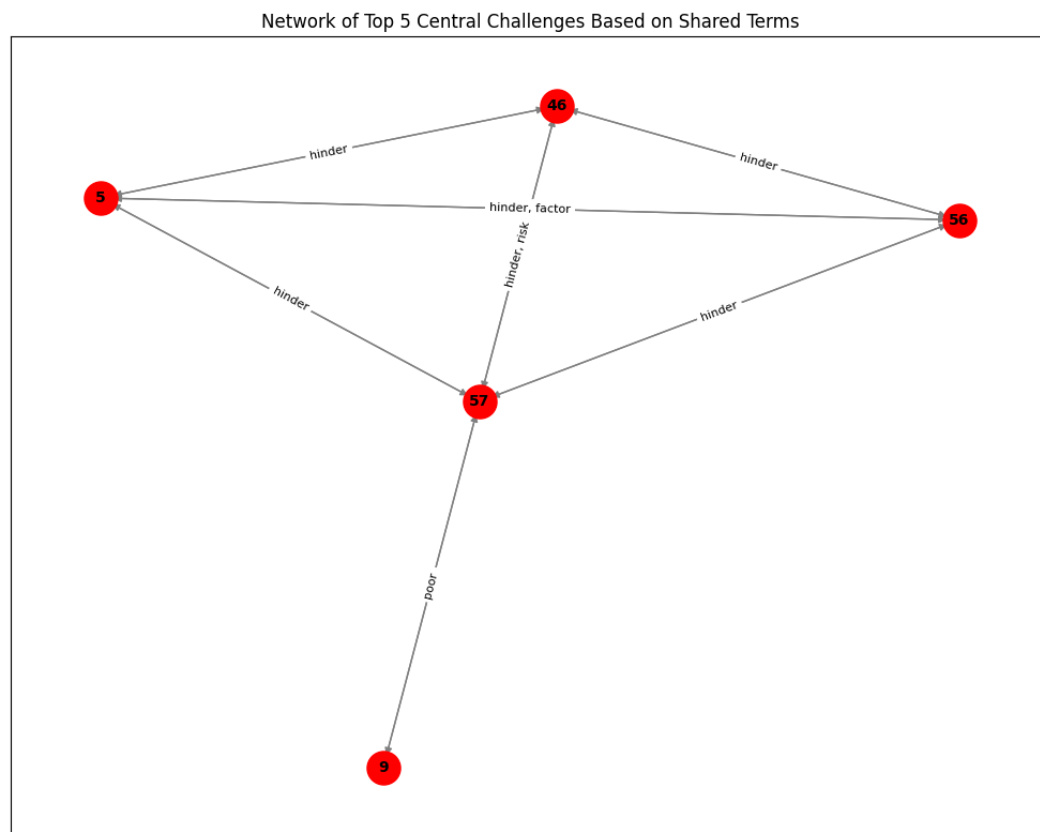 Network of Top 5 Central Challenges Based on Shared Terms
46
hinder
hinder
5
hinder, factor
56
hinder, risk
hinder
hinder
57
poor
9